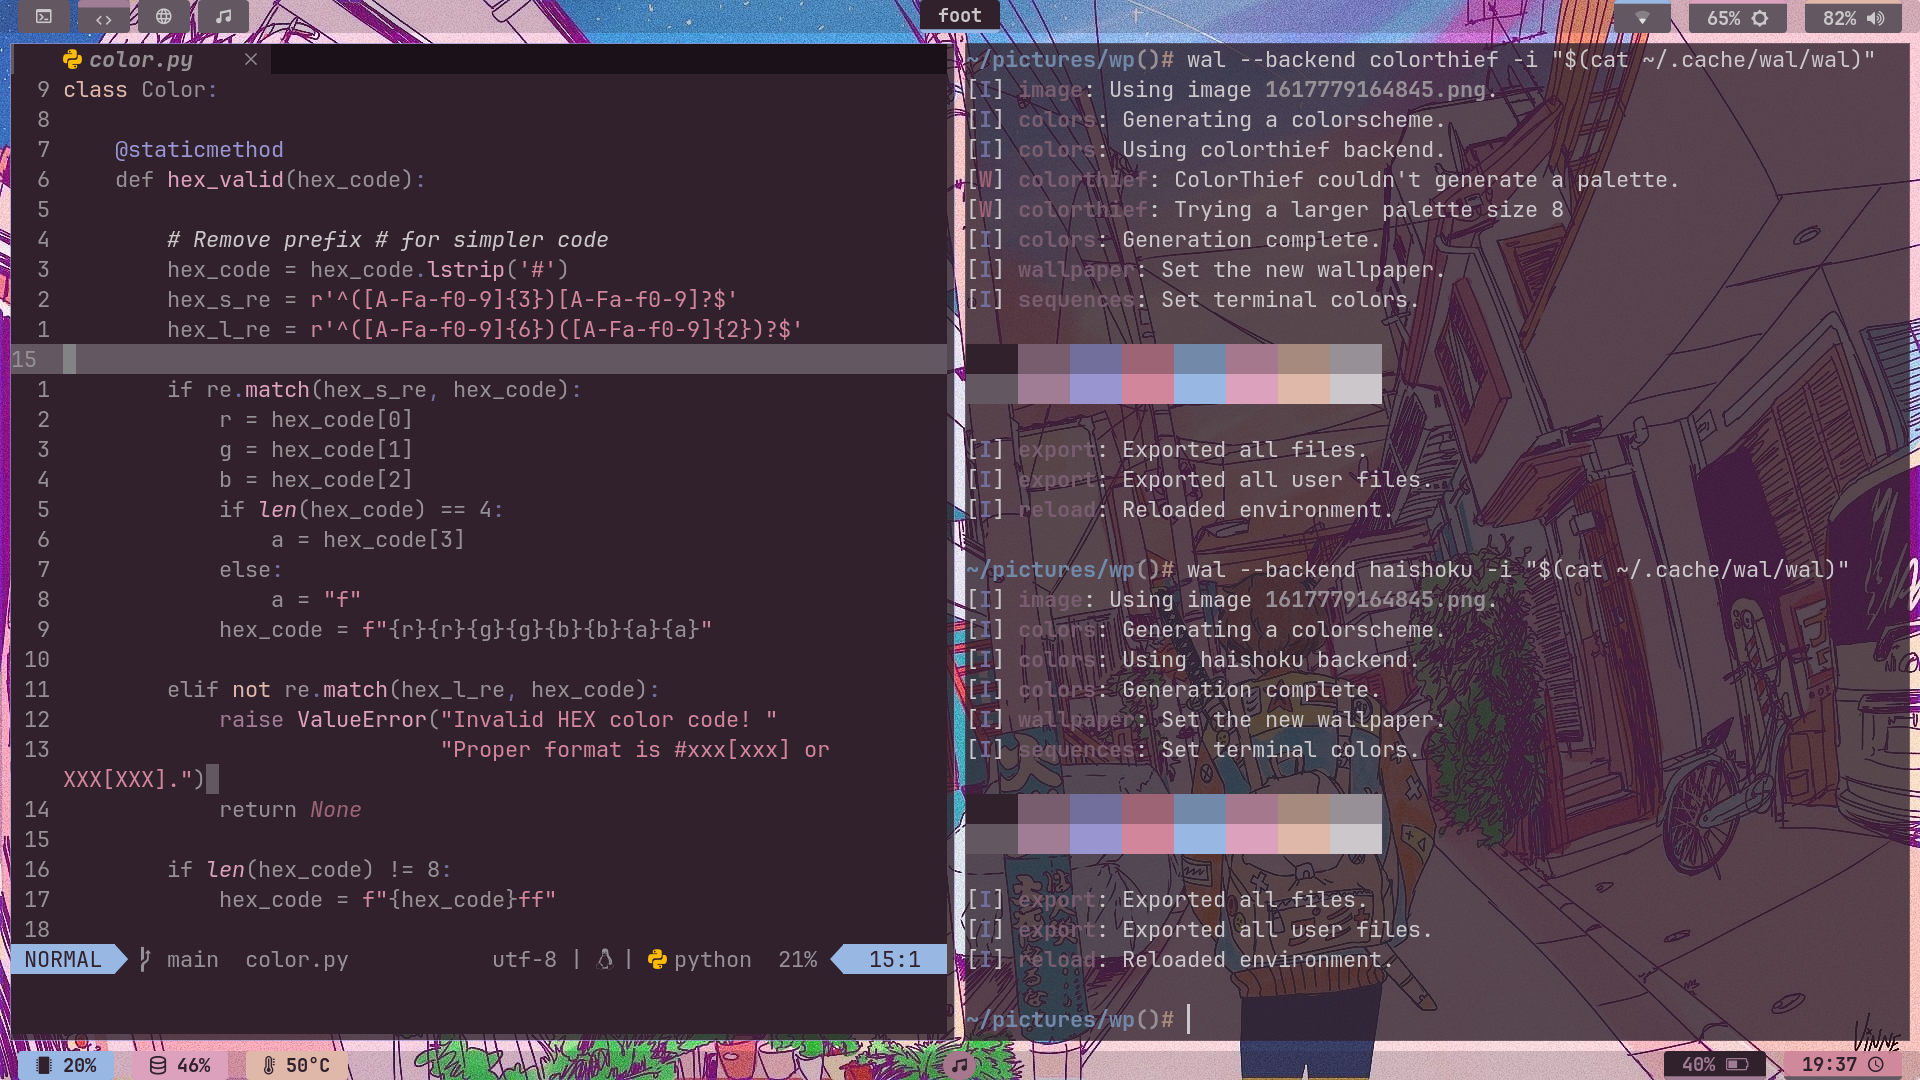 foot
65%
82%
color.py
9 class Color:
8
7     @staticmethod
6     def hex_valid(hex_code):
5
4         # Remove prefix # for simpler code
3         hex_code = hex_code.lstrip('#')
2         hex_s_re = r'^([A-Fa-f0-9]{3})[A-Fa-f0-9]?$'
1         hex_l_re = r'^([A-Fa-f0-9]{6})([A-Fa-f0-9]{2})?$'
15
1         if re.match(hex_s_re, hex_code):
2             r = hex_code[0]
3             g = hex_code[1]
4             b = hex_code[2]
5             if len(hex_code) == 4:
6                 a = hex_code[3]
7             else:
8                 a = "f"
9             hex_code = f"{r}{r}{g}{g}{b}{b}{a}{a}"
10
11         elif not re.match(hex_l_re, hex_code):
12             raise ValueError("Invalid HEX color code! "
13                              "Proper format is #xxx[xxx] or
XXX[XXX].")
14             return None
15
16         if len(hex_code) != 8:
17             hex_code = f"{hex_code}ff"
18
NORMAL main color.py utf-8 | | python 21% 15:1
~/pictures/wp()# wal --backend colorthief -i "$(cat ~/.cache/wal/wal)"
[I] image: Using image 1617779164845.png.
[I] colors: Generating a colorscheme.
[I] colors: Using colorthief backend.
[W] colorthief: ColorThief couldn't generate a palette.
[W] colorthief: Trying a larger palette size 8
[I] colors: Generation complete.
[I] wallpaper: Set the new wallpaper.
[I] sequences: Set terminal colors.
[I] export: Exported all files.
[I] export: Exported all user files.
[I] reload: Reloaded environment.
~/pictures/wp()# wal --backend haishoku -i "$(cat ~/.cache/wal/wal)"
[I] image: Using image 1617779164845.png.
[I] colors: Generating a colorscheme.
[I] colors: Using haishoku backend.
[I] colors: Generation complete.
[I] wallpaper: Set the new wallpaper.
[I] sequences: Set terminal colors.
[I] export: Exported all files.
[I] export: Exported all user files.
[I] reload: Reloaded environment.
~/pictures/wp()#
VINNE
20%
46%
50°C
40%
19:37